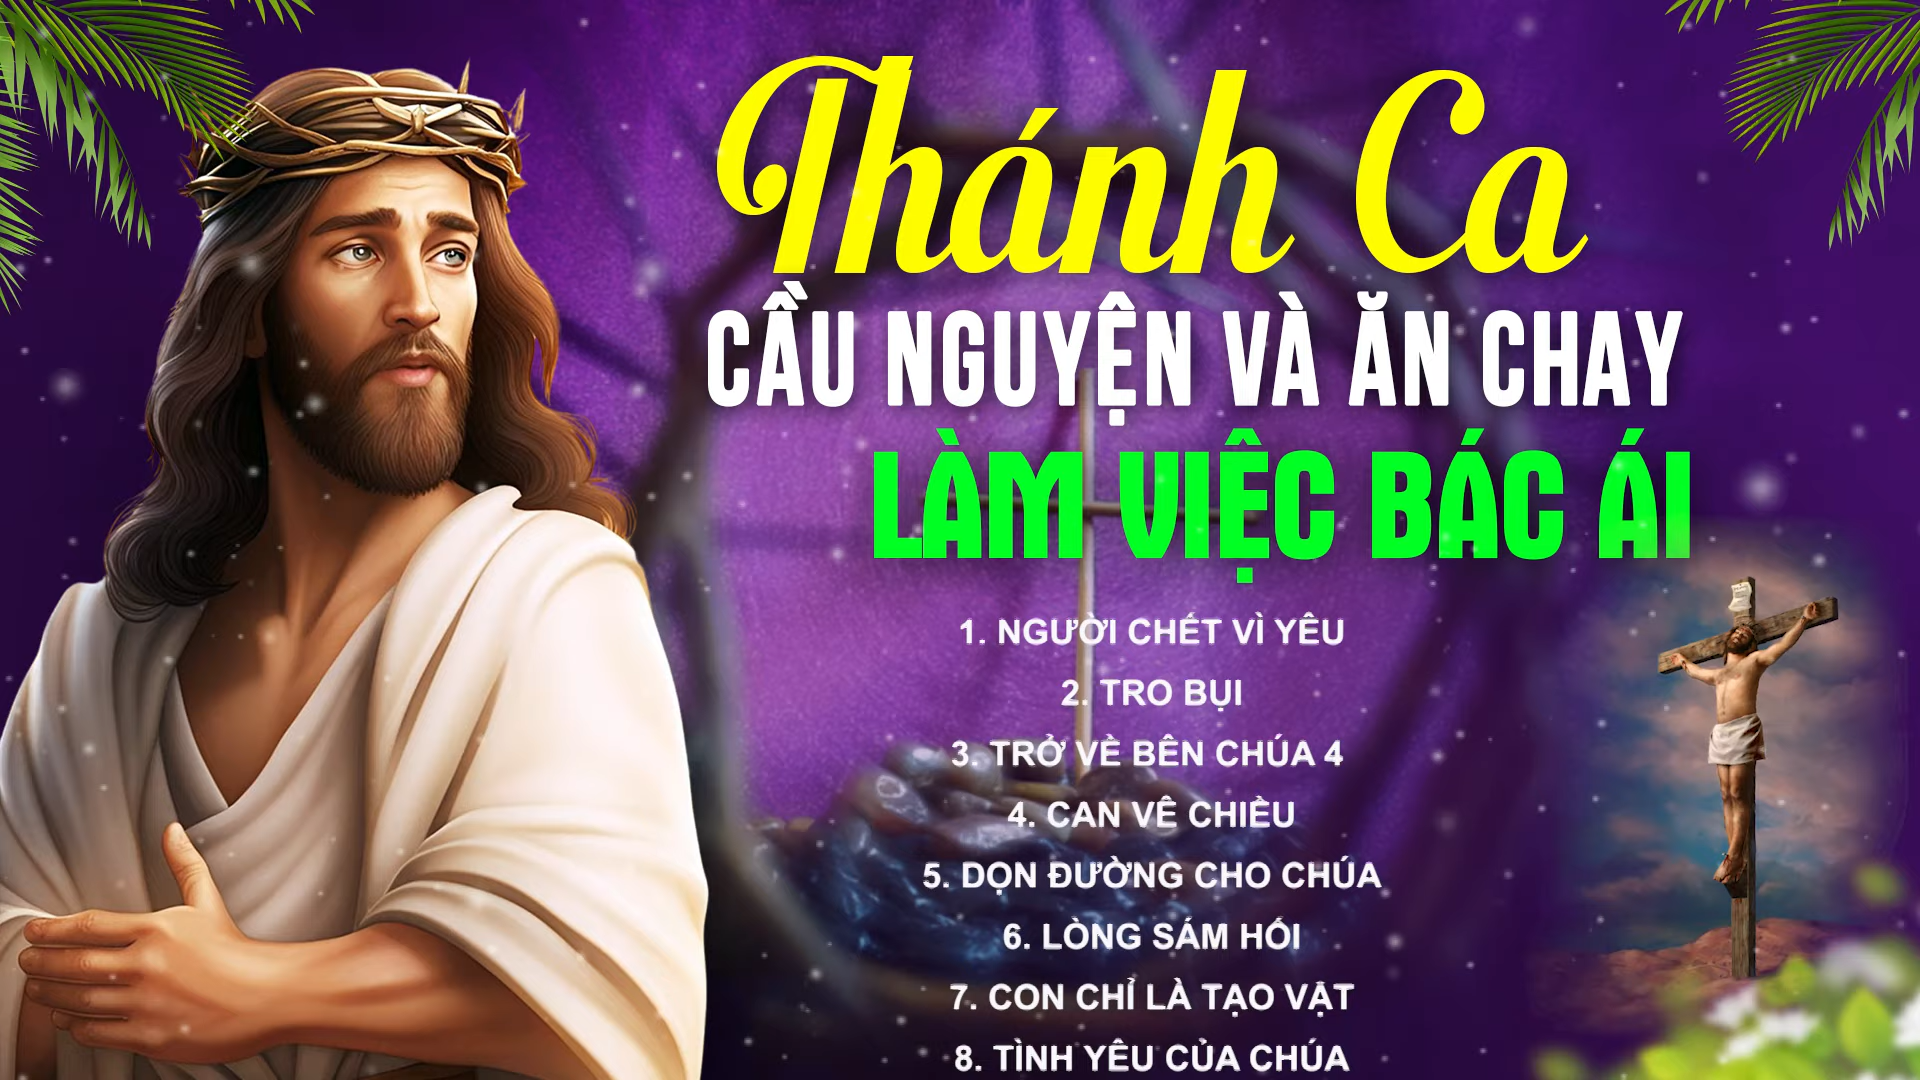 Thánh Ca
CẦU NGUYỆN VÀ ĂN CHAY
LÀM VIỆC BÁC ÁI
1. NGƯỜI CHẾT VÌ YÊU
2. TRO BỤI
3. TRỞ VỀ BÊN CHÚA 4
4. CAN VÊ CHIỀU
5. DỌN ĐƯỜNG CHO CHÚA
6. LÒNG SÁM HỐI
7. CON CHỈ LÀ TẠO VẬT
8. TÌNH YÊU CỦA CHÚA